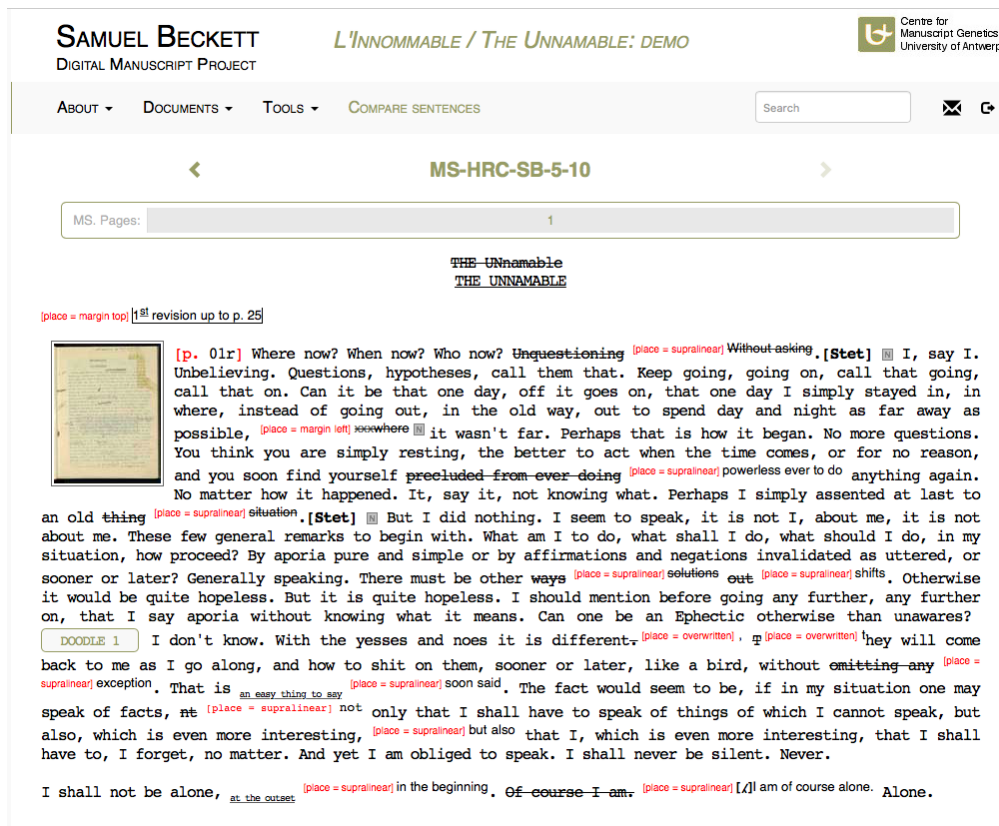 SAMUEL BECKETT
DIGITAL MANUSCRIPT PROJECT
L'INNOMMABLE / THE UNNAMABLE: DEMO
Centre for
Manuscript Genetics
University of Antwerp
ABOUT DOCUMENTS TOOLS COMPARE SENTENCES Search
MS-HRC-SB-5-10
MS. Pages: 1
THE UNnamable
THE UNNAMABLE
[place = margin top] 1st revision up to p. 25
[p. 01r] Where now? When now? Who now? Unquestioning [place = supralinear] Without asking.[Stet] N I, say I.
Unbelieving. Questions, hypotheses, call them that. Keep going, going on, call that going,
call that on. Can it be that one day, off it goes on, that one day I simply stayed in, in
where, instead of going out, in the old way, out to spend day and night as far away as
possible, [place = margin left] xxxwhere N it wasn't far. Perhaps that is how it began. No more questions.
You think you are simply resting, the better to act when the time comes, or for no reason,
and you soon find yourself precluded from ever doing [place = supralinear] powerless ever to do anything again.
No matter how it happened. It, say it, not knowing what. Perhaps I simply assented at last to
an old thing [place = supralinear] situation.[Stet] N But I did nothing. I seem to speak, it is not I, about me, it is not
about me. These few general remarks to begin with. What am I to do, what shall I do, what should I do, in my
situation, how proceed? By aporia pure and simple or by affirmations and negations invalidated as uttered, or
sooner or later? Generally speaking. There must be other ways [place = supralinear] solutions out [place = supralinear] shifts. Otherwise
it would be quite hopeless. But it is quite hopeless. I should mention before going any further, any further
on, that I say aporia without knowing what it means. Can one be an Ephectic otherwise than unawares?
DOODLE 1 I don't know. With the yesses and noes it is different. [place = overwritten] , T [place = overwritten] they will come
back to me as I go along, and how to shit on them, sooner or later, like a bird, without omitting any [place =
supralinear] exception. That is an easy thing to say [place = supralinear] soon said. The fact would seem to be, if in my situation one may
speak of facts, nt [place = supralinear] not only that I shall have to speak of things of which I cannot speak, but
also, which is even more interesting, [place = supralinear] but also that I, which is even more interesting, that I shall
have to, I forget, no matter. And yet I am obliged to speak. I shall never be silent. Never.
I shall not be alone, at the outset [place = supralinear] in the beginning. Of course I am. [place = supralinear] [/]I am of course alone. Alone.